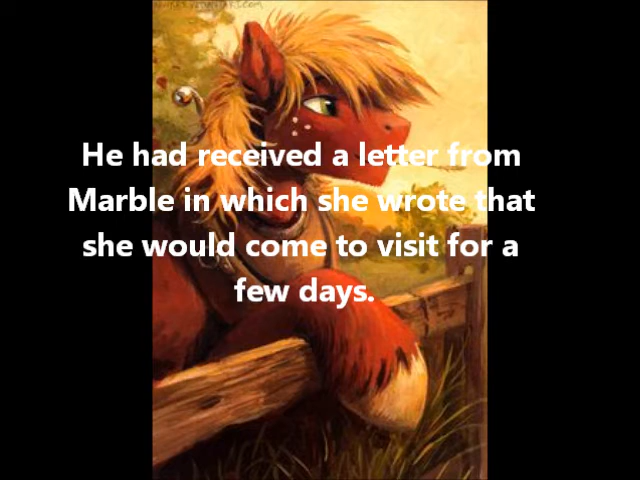 He had received a letter from
Marble in which she wrote that
she would come to visit for a
few days.